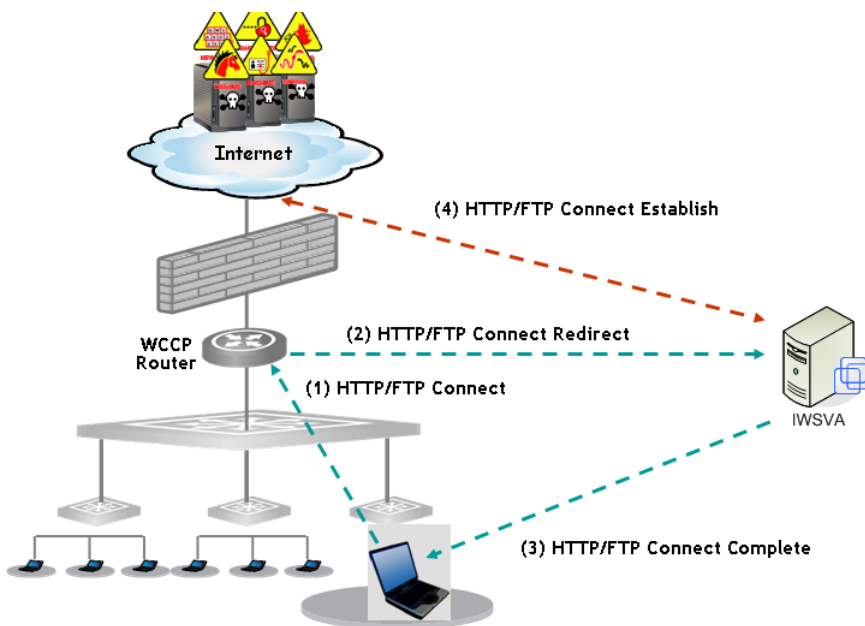 Internet
(4) HTTP/FTP Connect Establish
WCCP
Router
(2) HTTP/FTP Connect Redirect
(1) HTTP/FTP Connect
IWSVA
(3) HTTP/FTP Connect Complete